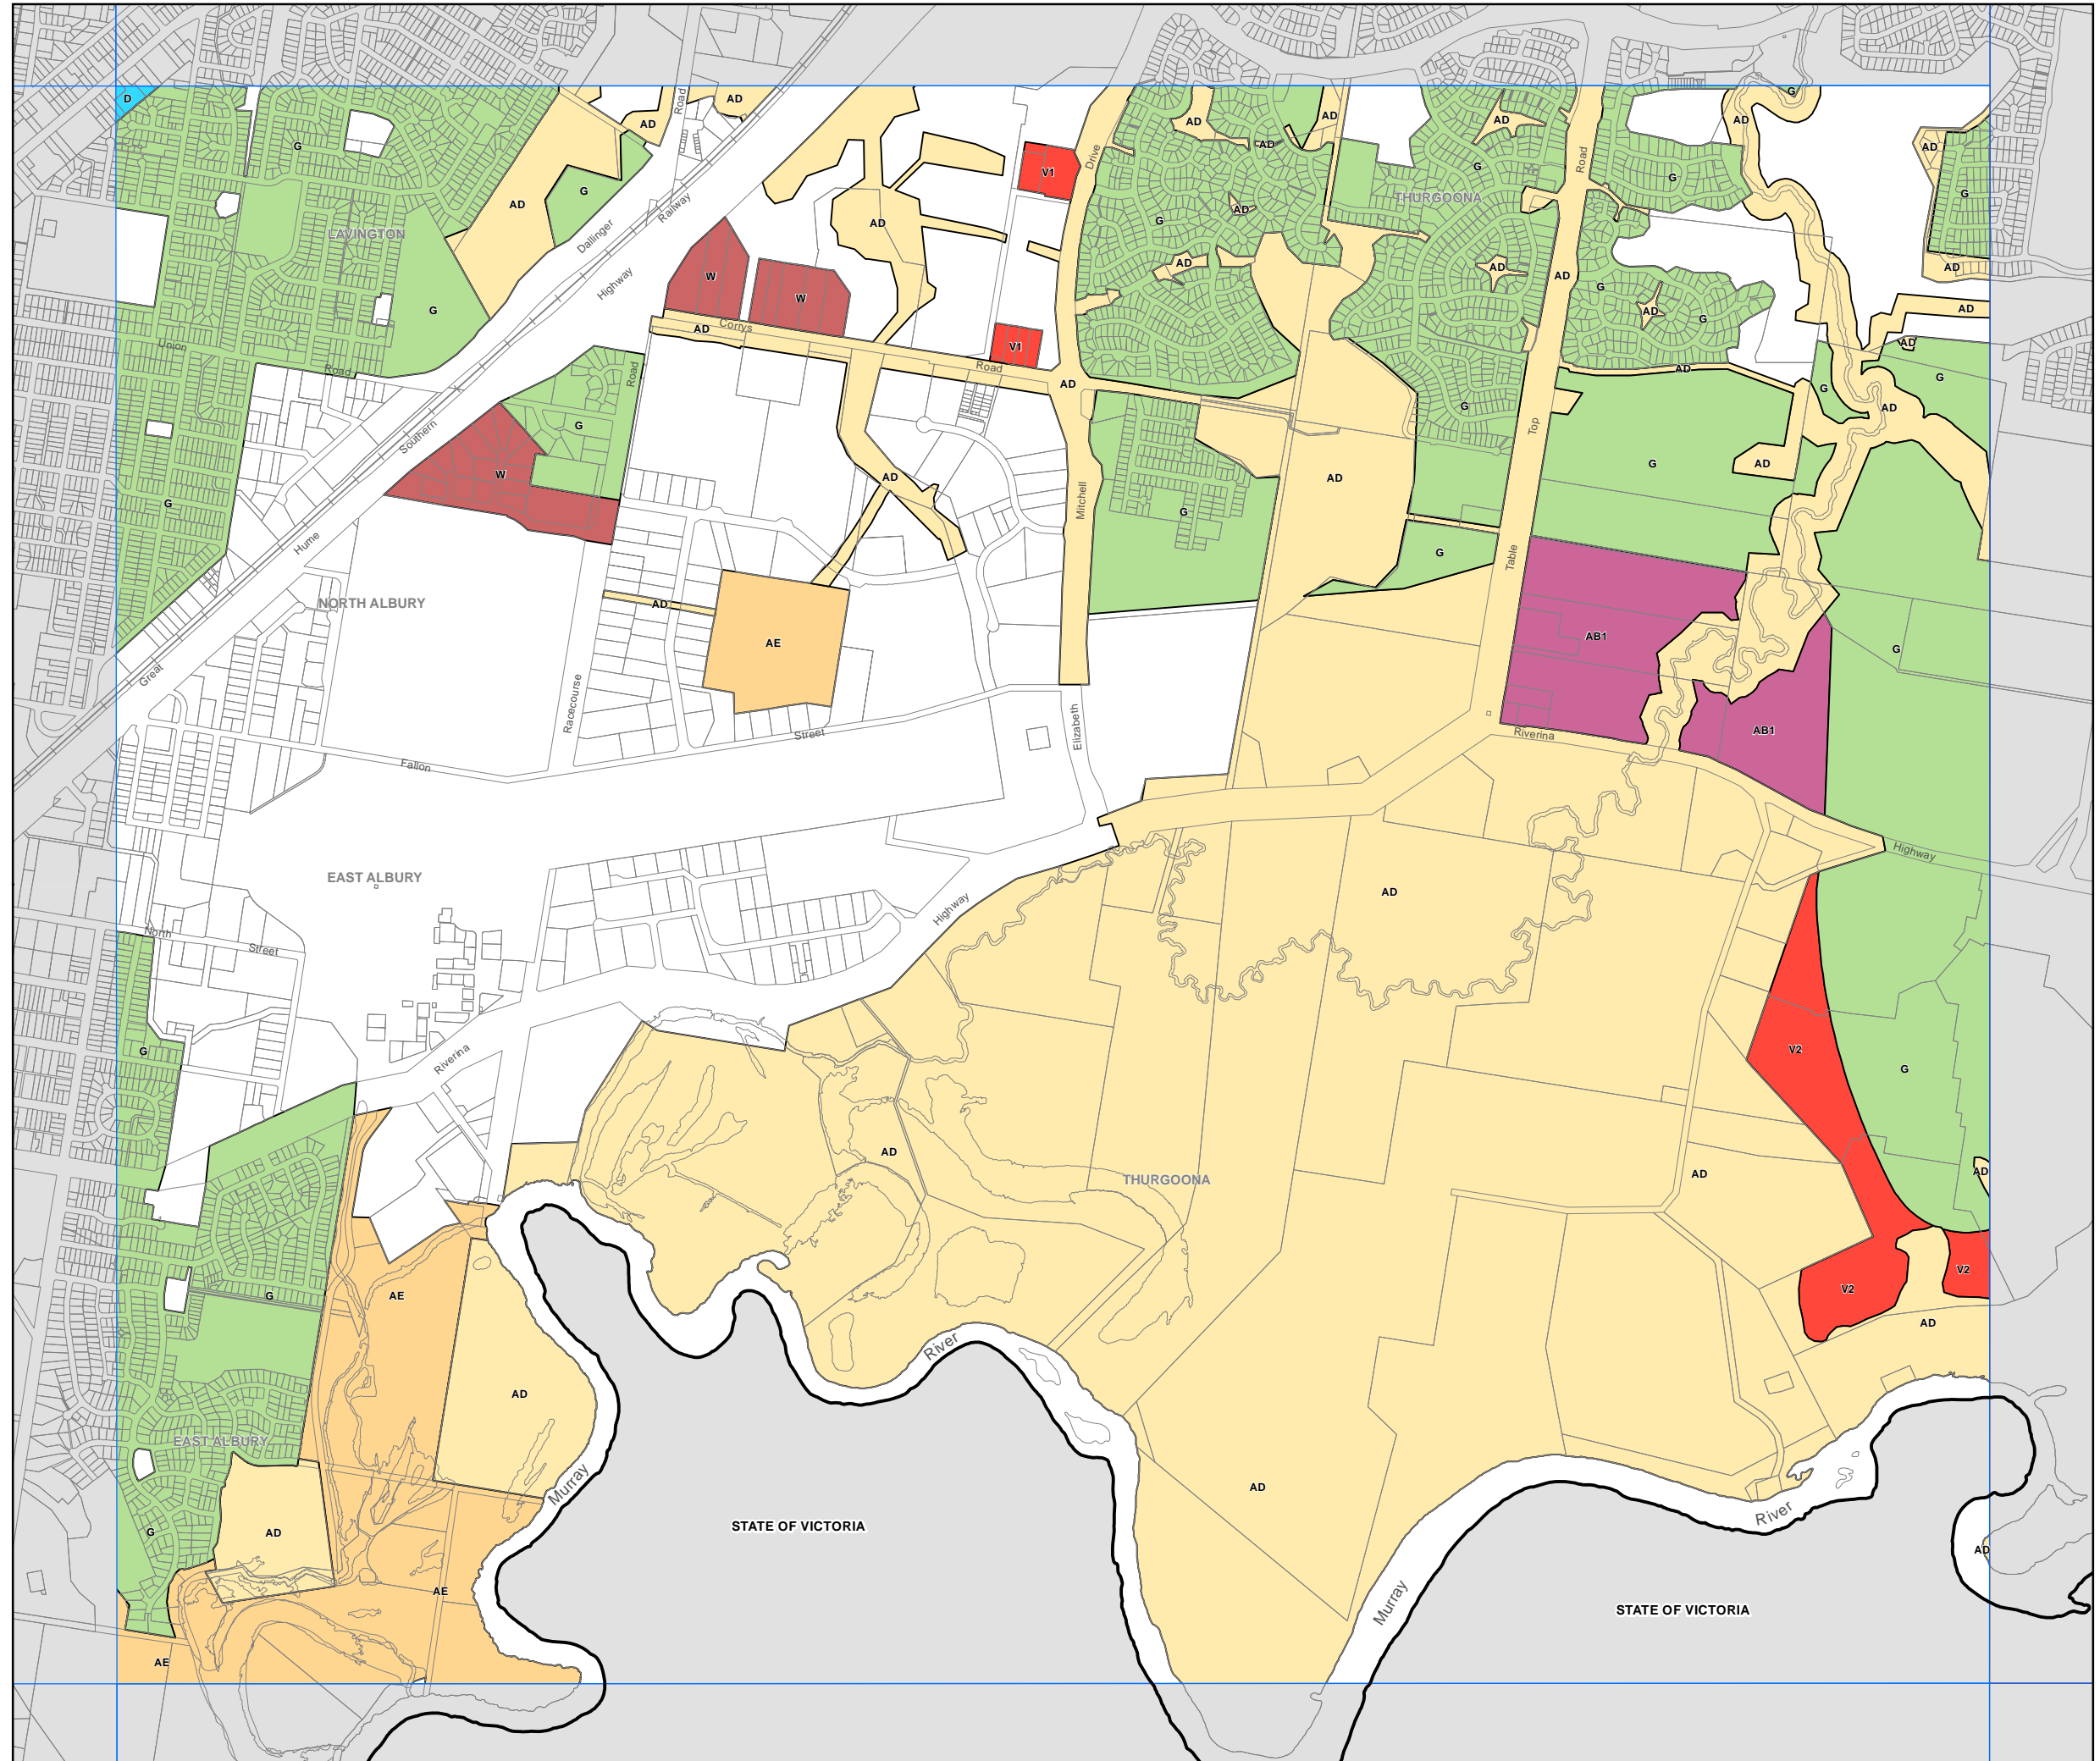 D
AD
AD
Road
AD
AD
AD
AD
G
AD
G
AD
V1
Drive
Road
AD
G
G
AD
G
G
THURGOONA
G
AD
G
AD
G
LAVINGTON
AD
Dallinger
Railway
Highway
W
W
AD
AD
AD
AD
G
AD
AD
G
G
Corrys
AD
V1
Union
Road
Road
Road
AD
AD
AD
G
G
AD
G
G
Southern
Top
W
G
AD
AD
G
AD
G
Mitchell
G
Hume
Table
G
NORTH ALBURY
AD
AE
AB1
G
Great
Racecourse
Elizabeth
Street
Riverina
AB1
Fallon
Highway
EAST ALBURY
AD
Highway
North
Street
G
Riverina
V2
G
AD
THURGOONA
AD
AD
G
AE
V2
V2
AD
River
AD
EAST ALBURY
Murray
AD
River
G
AD
STATE OF VICTORIA
AD
AE
Murray
STATE OF VICTORIA
AE